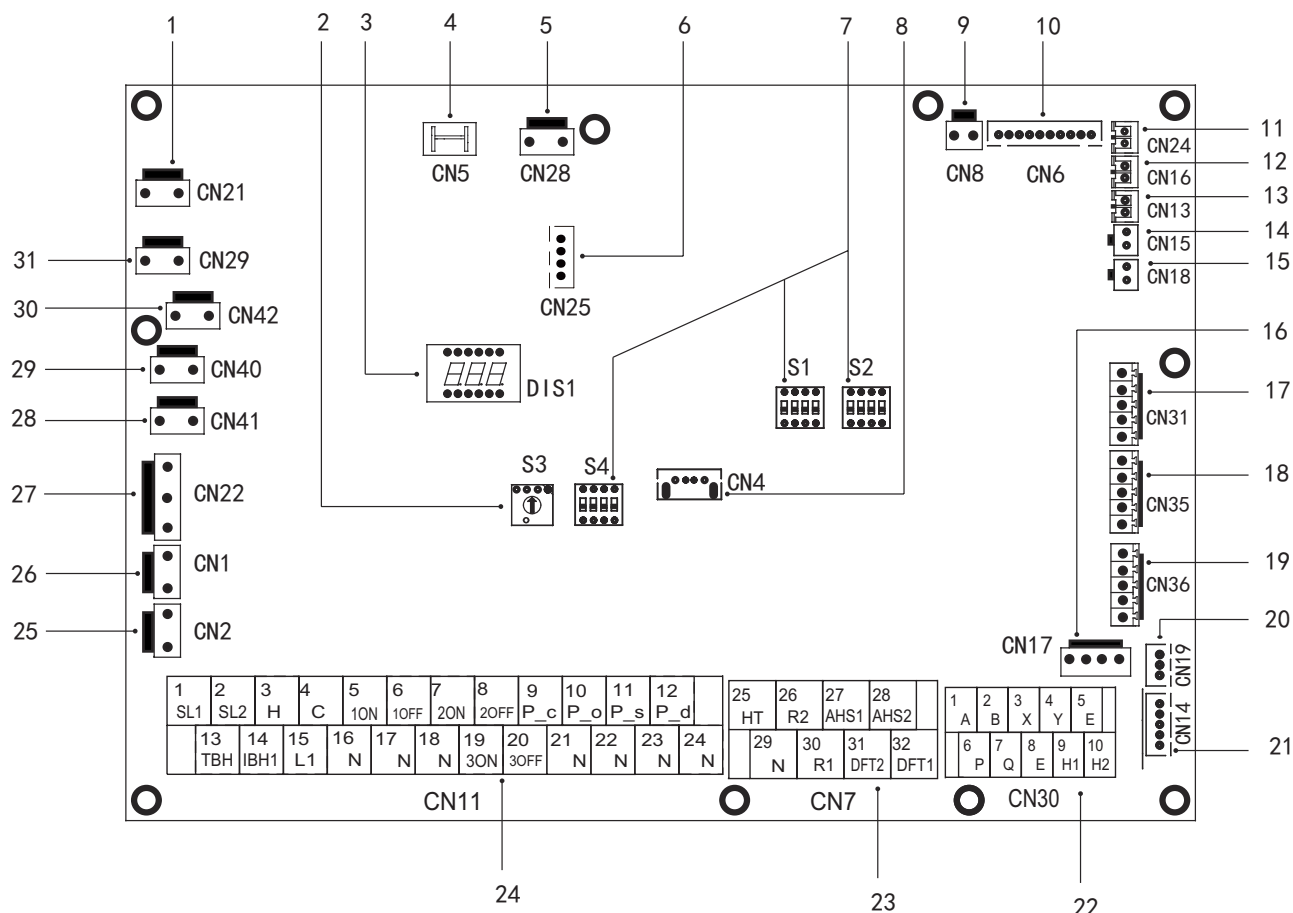 1 2 3 4 5 6 7 8 9 10
11
CN24
12
CN16
13
CN13
14
CN15
15
CN18
CN5
CN28
CN8
CN6
CN21
31
CN29
CN25
30
CN42
16
29
CN40
DIS1
S1
S2
28
CN41
17
CN31
S3
S4
CN4
18
CN35
27
CN22
2
26
CN1
19
CN36
25
CN2
20
CN17
CN19
CN14
21
1 2 3 4 5 6 7 8 9 10 11 12
SL1 SL2 H C 1ON 1OFF 2ON 2OFF P_c P_o P_s P_d
13 14 15 16 17 18 19 20 21 22 23 24
TBH IBH1 L1 N N N 3ON 3OFF N N N N
CN11
25 26 27 28
HT R2 AHS1 AHS2
29 30 31 32
N R1 DFT2 DFT1
CN7
1 2 3 4 5
A B X Y E
6 7 8 9 10
P Q E H1 H2
CN30
24
23
22